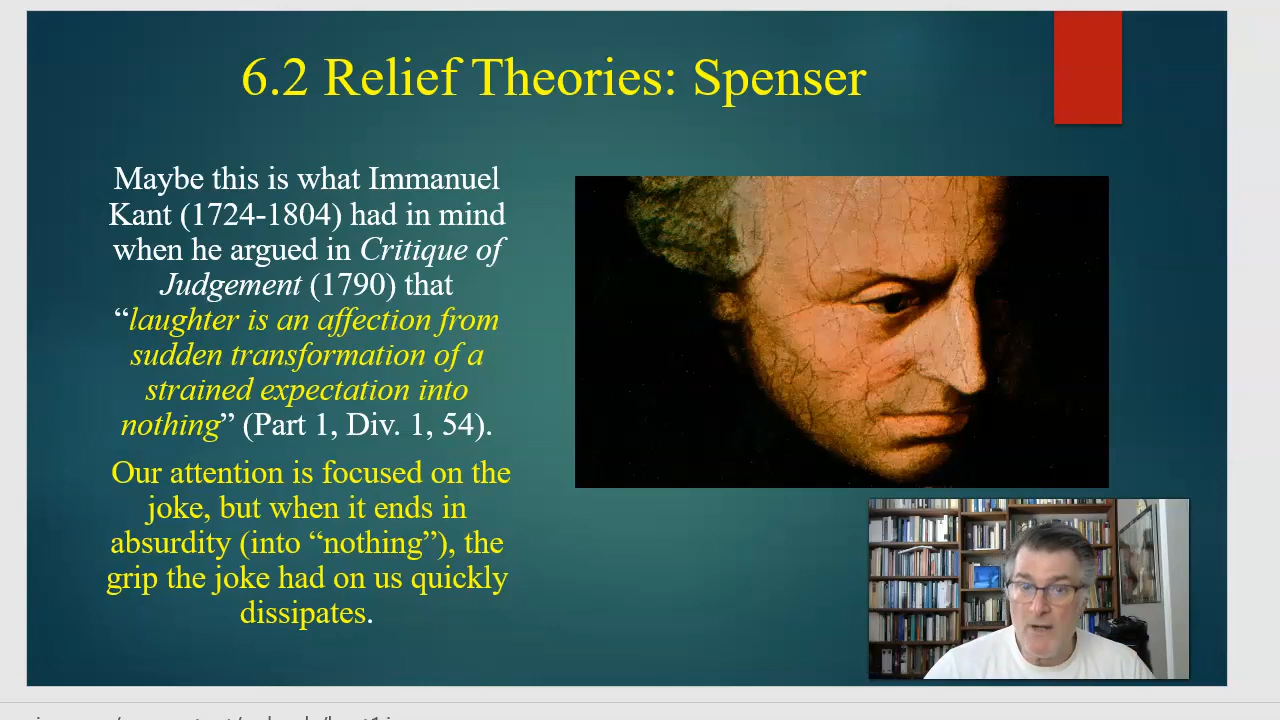 6.2 Relief Theories: Spenser
Maybe this is what Immanuel
Kant (1724-1804) had in mind
when he argued in Critique of
Judgement (1790) that
“laughter is an affection from
sudden transformation of a
strained expectation into
nothing” (Part 1, Div. 1, 54).
Our attention is focused on the
joke, but when it ends in
absurdity (into “nothing”), the
grip the joke had on us quickly
dissipates.